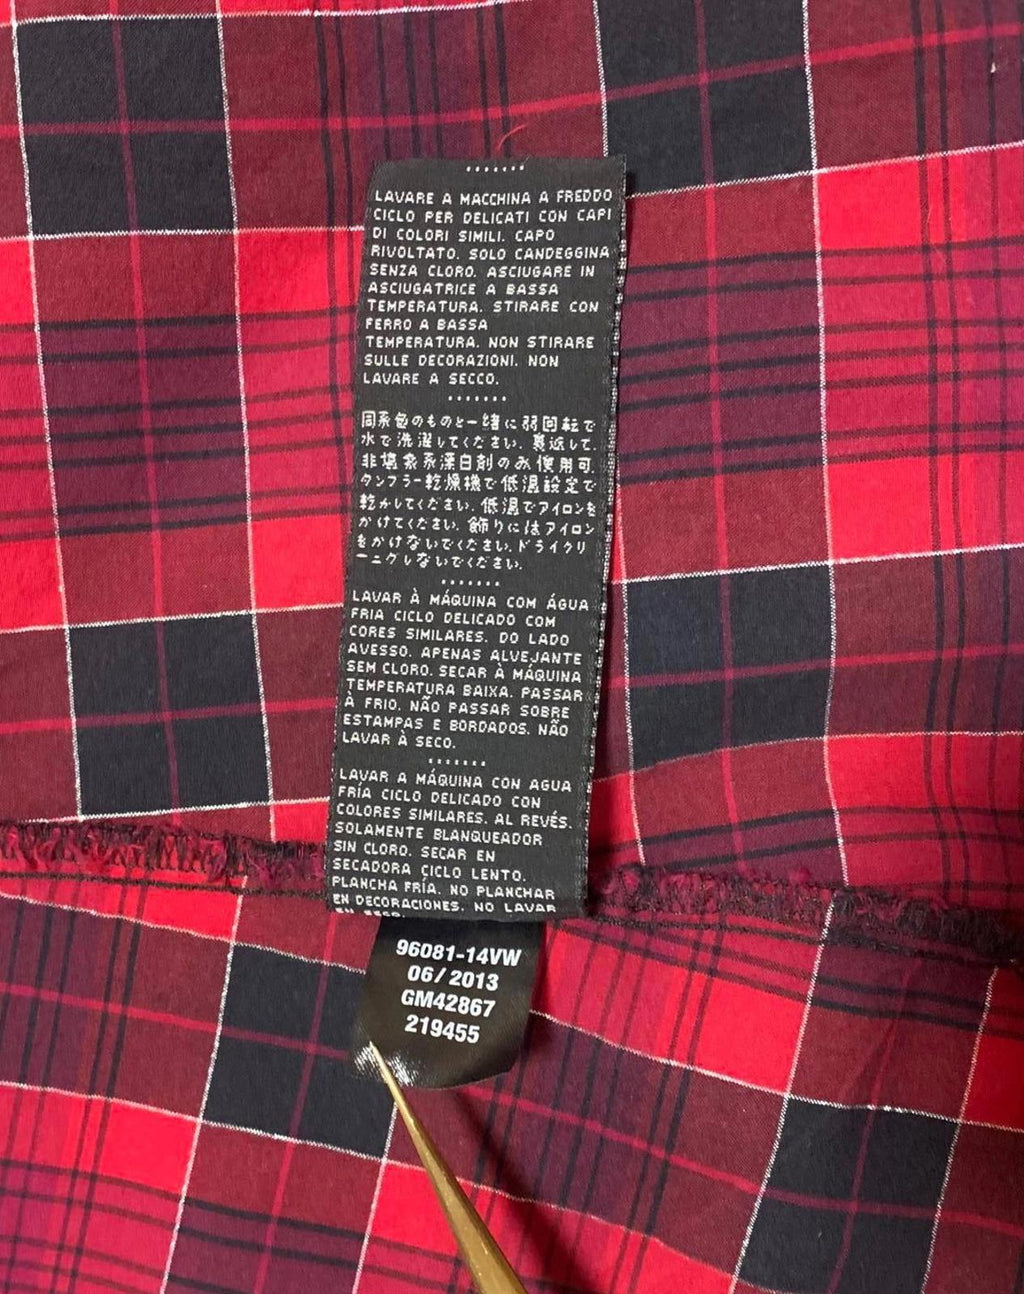 LAVARE A MACCHINA A FREDDO
CICLO PER DELICATI CON CAPI
DI COLORI SIMILI. CAPO
RIVOLTATO. SOLO CANDEGGINA
SENZA CLORO. ASCIUGARE IN
ASCIUGATRICE A BASSA
TEMPERATURA. STIRARE CON
FERRO A BASSA
TEMPERATURA. NON STIRARE
SULLE DECORAZIONI. NON
LAVARE A SECCO.
同系色のものと一緒に弱回転で
水で洗濯してください. 裏返して.
非塩素系漂白剤のみ使用可.
タンブラー乾燥機で低温設定で
乾かしてください. 低温でアイロンを
かけてください. 飾りにはアイロン
をかけないでください. ドライクリ
ーニングしないでください.
LAVAR À MÁQUINA COM ÁGUA
FRIA CICLO DELICADO COM
CORES SIMILARES. DO LADO
AVESSO. APENAS ALVEJANTE
SEM CLORO. SECAR À MÁQUINA
TEMPERATURA BAIXA. PASSAR
À FRIO. NÃO PASSAR SOBRE
ESTAMPAS E BORDADOS. NÃO
LAVAR À SECO.
LAVAR A MÁQUINA CON AGUA
FRÍA CICLO DELICADO CON
COLORES SIMILARES. AL REVÉS.
SOLAMENTE BLANQUEADOR
SIN CLORO. SECAR EN
SECADORA CICLO LENTO.
PLANCHA FRÍA. NO PLANCHAR
EN DECORACIONES. NO LAVAR
EN SECO.
96081-14VW
06/2013
GM42867
219455